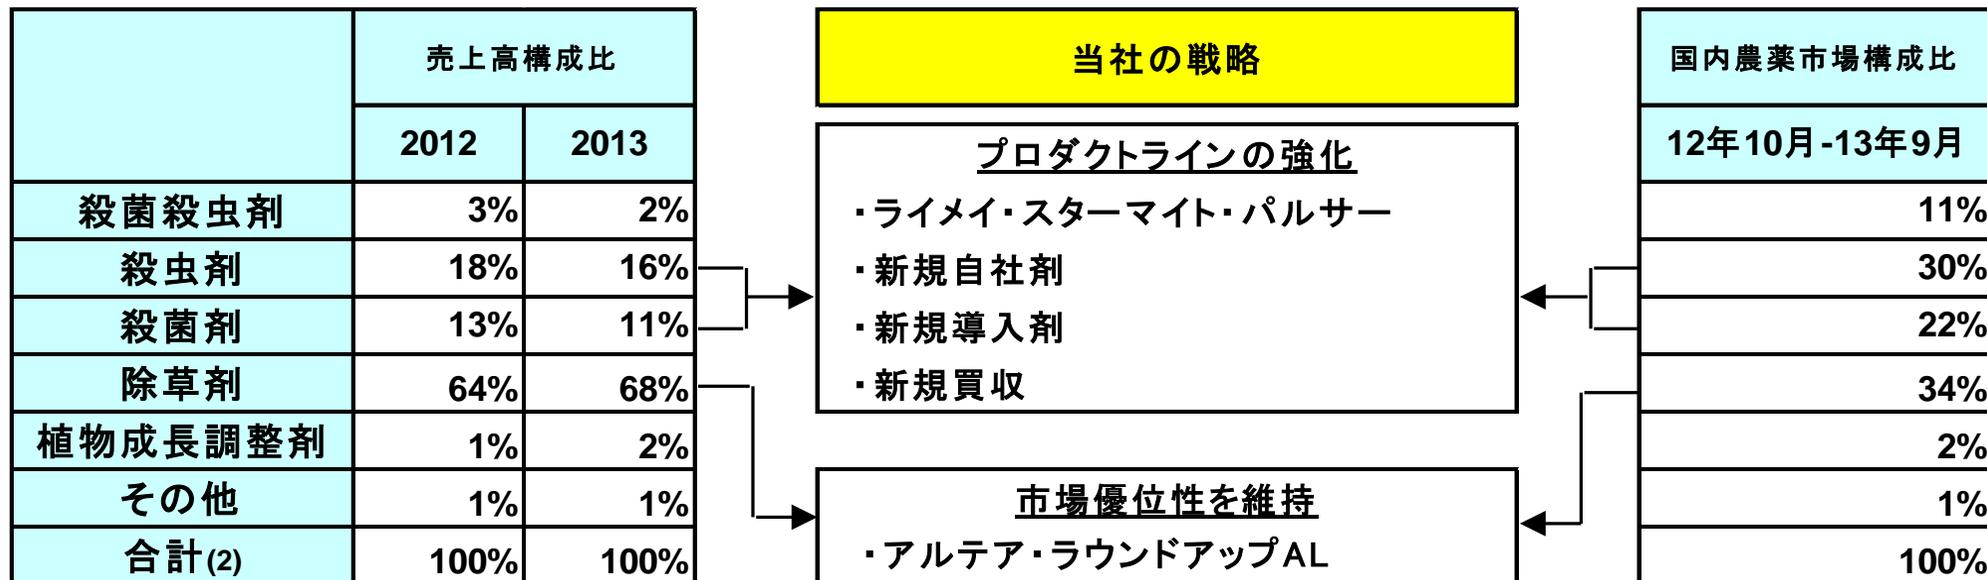 売上高構成比
2012 2013
殺菌殺虫剤 3% 2%
殺虫剤 18% 16%
殺菌剤 13% 11%
除草剤 64% 68%
植物成長調整剤 1% 2%
その他 1% 1%
合計(2) 100% 100%
当社の戦略
プロダクトラインの強化
・ライメイ・スターマイト・パルサー
・新規自社剤
・新規導入剤
・新規買収
市場優位性を維持
・アルテア・ラウンドアップAL
国内農薬市場構成比
12年10月-13年9月
11%
30%
22%
34%
2%
1%
100%